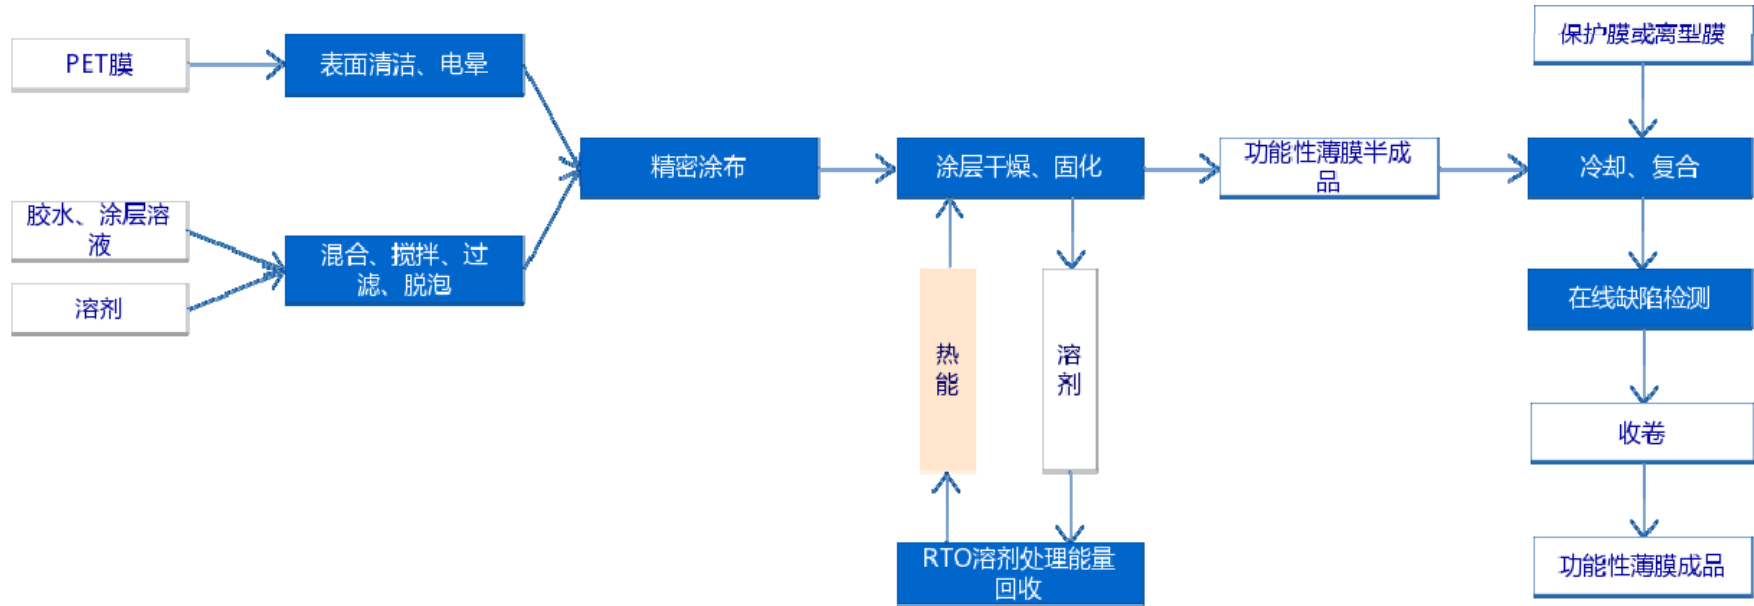 保护膜或离型膜
PET膜
表面清洁、电晕
精密涂布
涂层干燥、固化
功能性薄膜半成
品
冷却、复合
胶水、涂层溶
液
混合、搅拌、过
滤、脱泡
溶剂
在线缺陷检测
热
能
溶
剂
收卷
RTO溶剂处理能量
回收
功能性薄膜成品